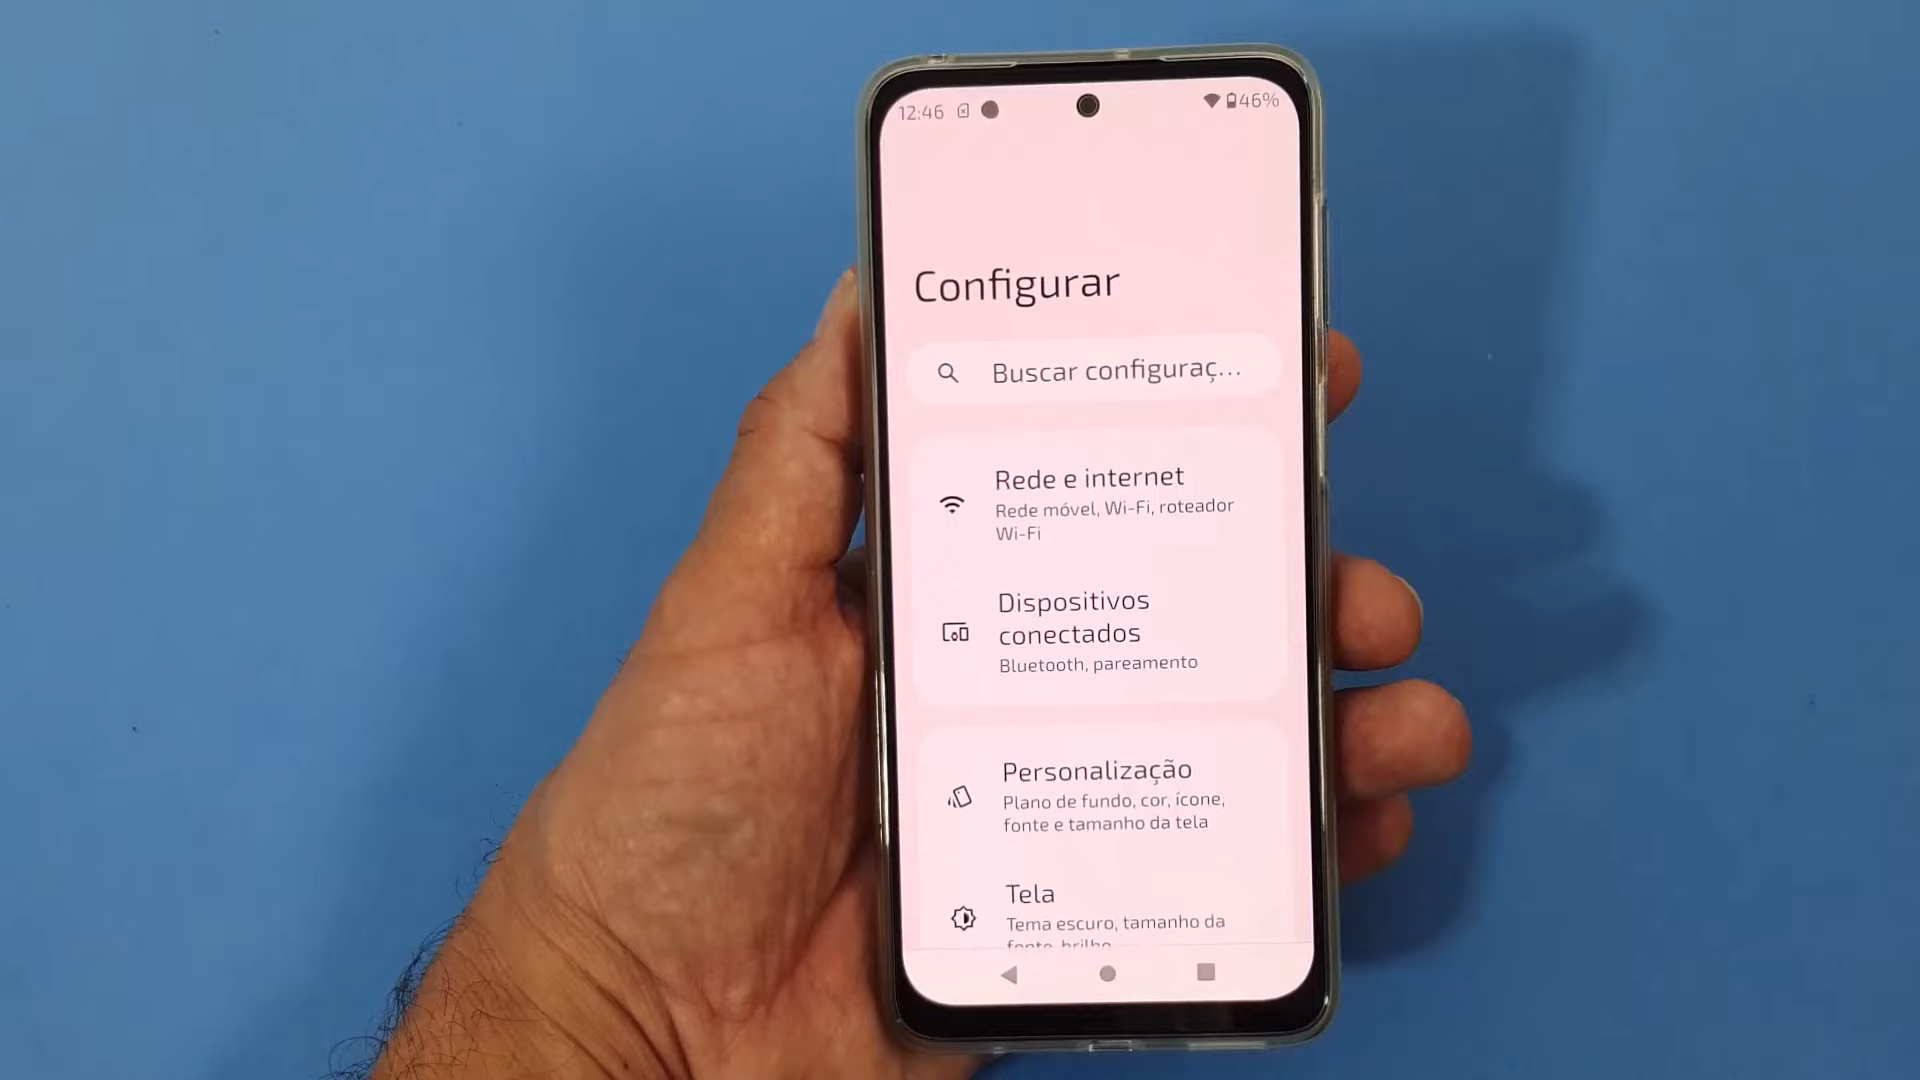 12:46 46%
Configurar
Buscar configuraç...
Rede e internet
Rede móvel, Wi-Fi, roteador
Wi-Fi
Dispositivos
conectados
Bluetooth, pareamento
Personalização
Plano de fundo, cor, ícone,
fonte e tamanho da tela
Tela
Tema escuro, tamanho da
fonte, brilho